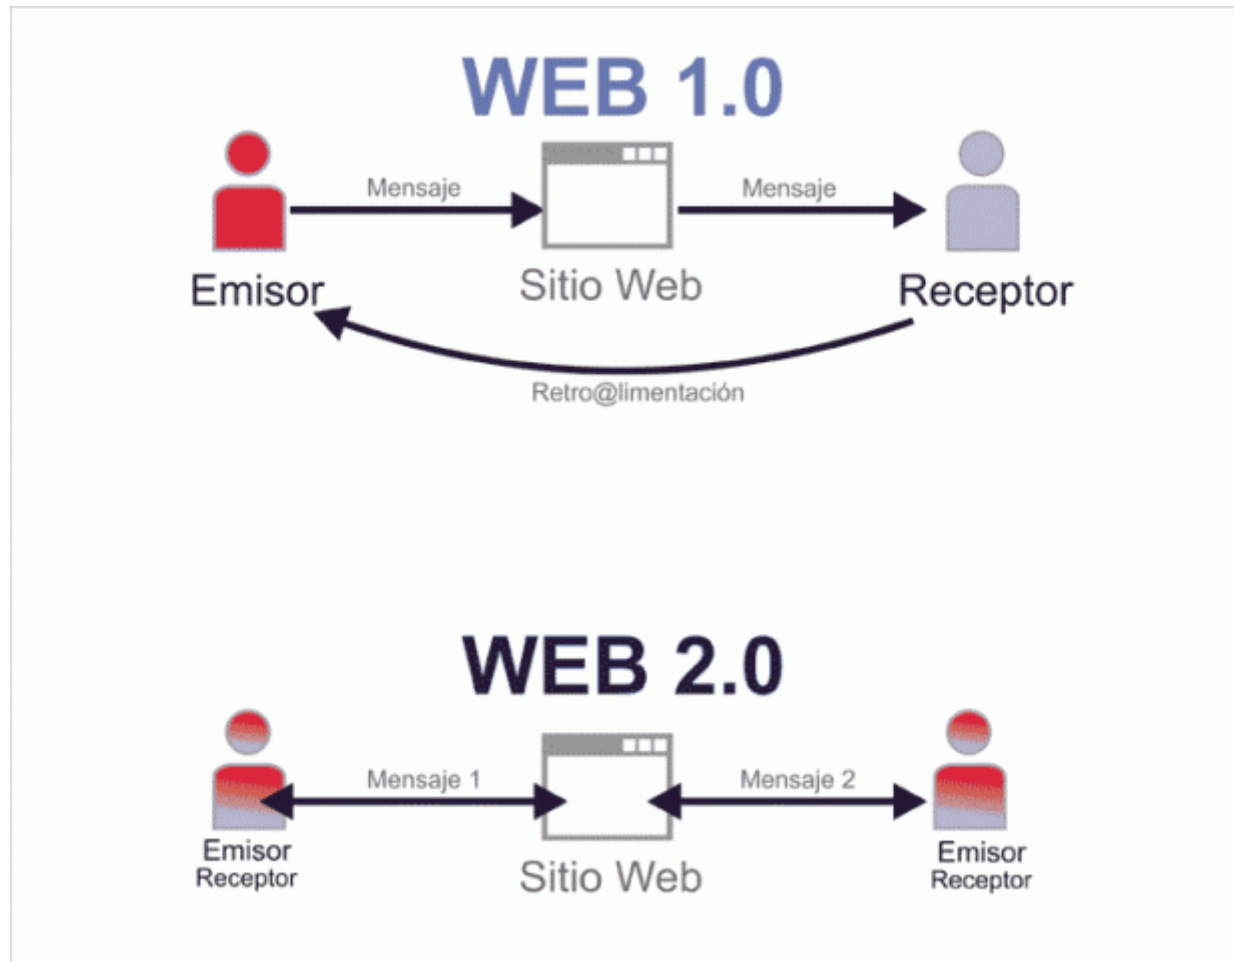 WEB 1.0
Mensaje
Mensaje
Emisor
Sitio Web
Receptor
Retro@limentación
WEB 2.0
Mensaje 1
Mensaje 2
Emisor
Receptor
Sitio Web
Emisor
Receptor